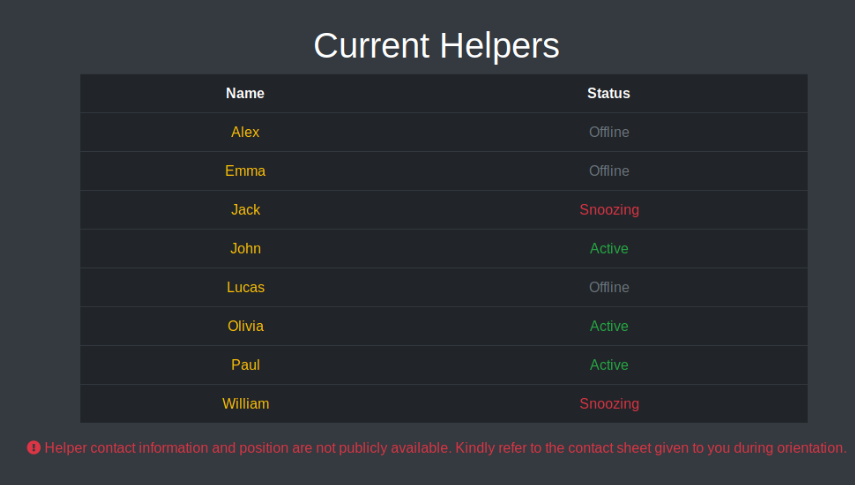 Current Helpers
Name Status
Alex Offline
Emma Offline
Jack Snoozing
John Active
Lucas Offline
Olivia Active
Paul Active
William Snoozing
Helper contact information and position are not publicly available. Kindly refer to the contact sheet given to you during orientation.